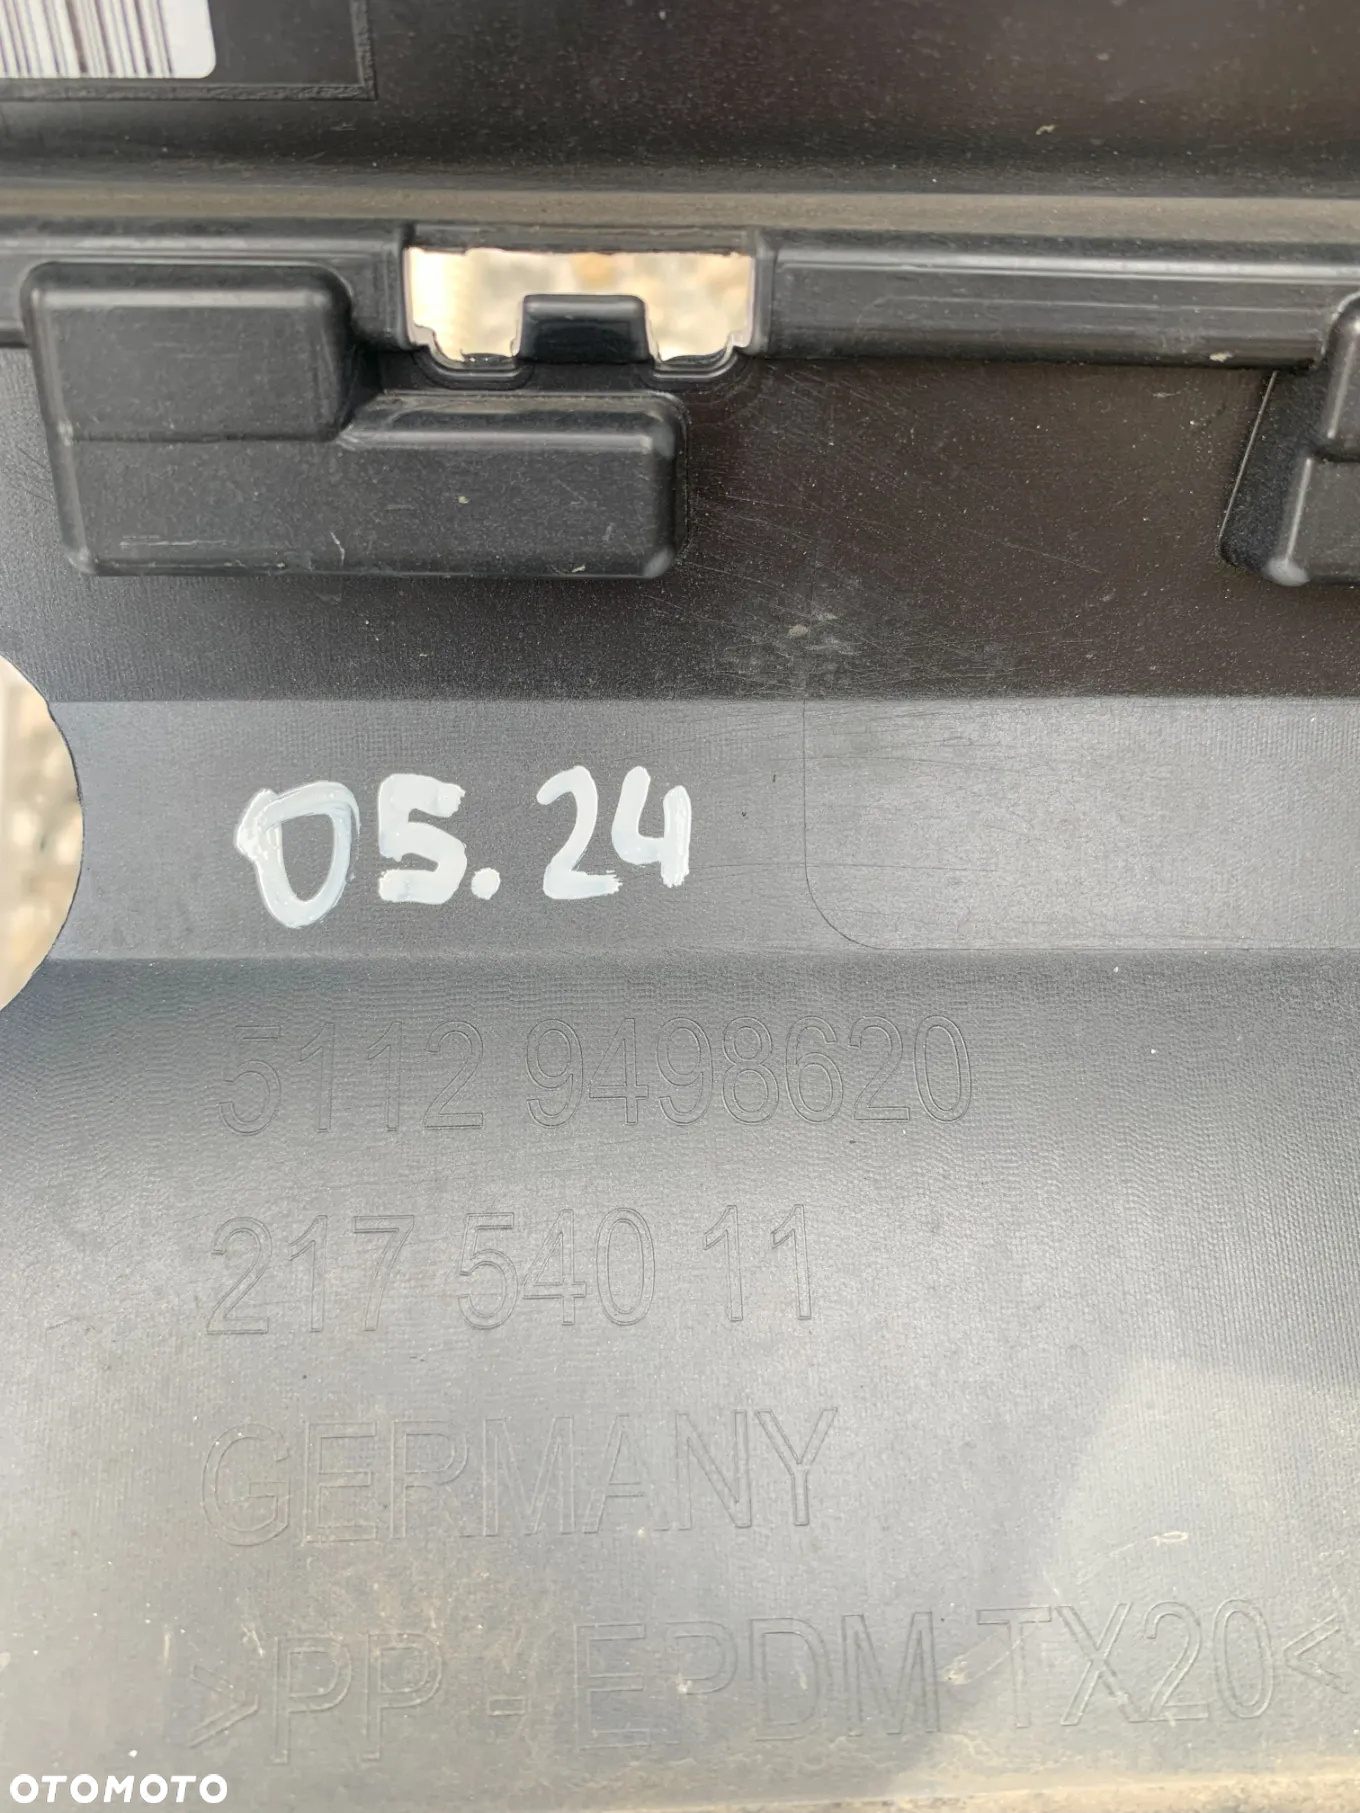 05.24
5112 9498620
217 540 11
GERMANY
>PP - EPDM TX20<
OTOMOTO